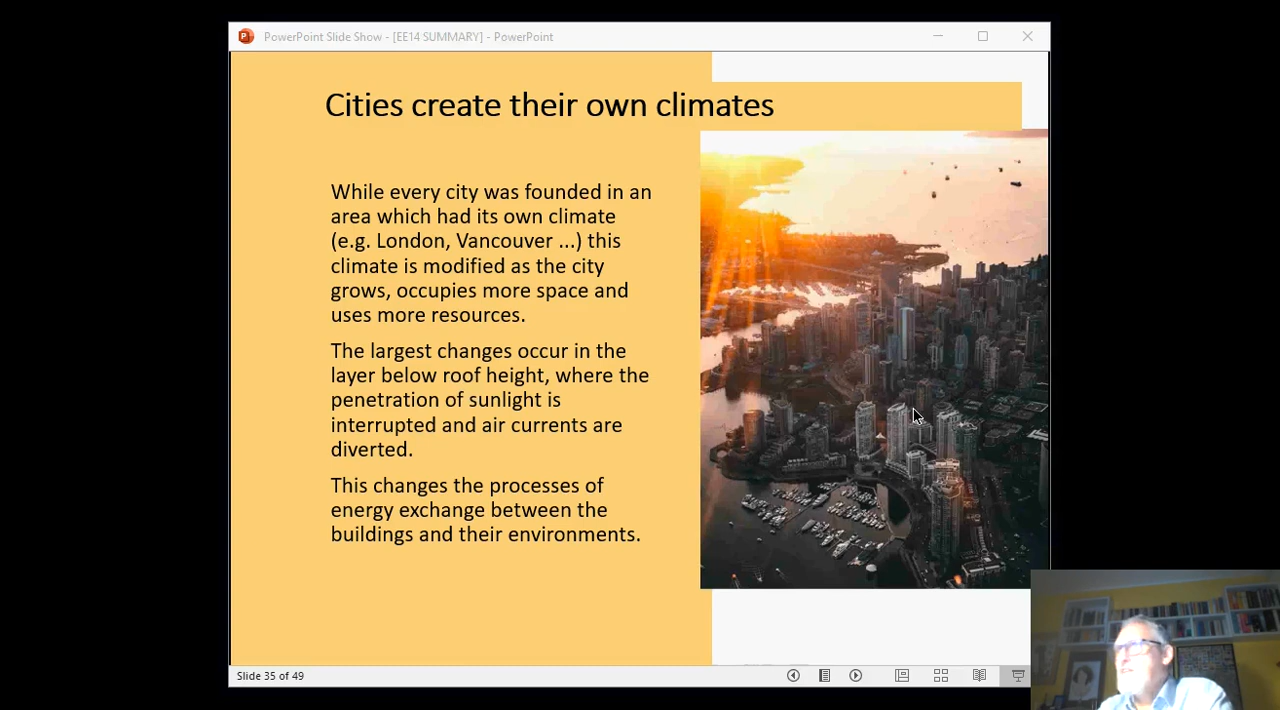 PowerPoint Slide Show - [EE14 SUMMARY] - PowerPoint
Cities create their own climates
While every city was founded in an
area which had its own climate
(e.g. London, Vancouver ...) this
climate is modified as the city
grows, occupies more space and
uses more resources.
The largest changes occur in the
layer below roof height, where the
penetration of sunlight is
interrupted and air currents are
diverted.
This changes the processes of
energy exchange between the
buildings and their environments.
Slide 35 of 49